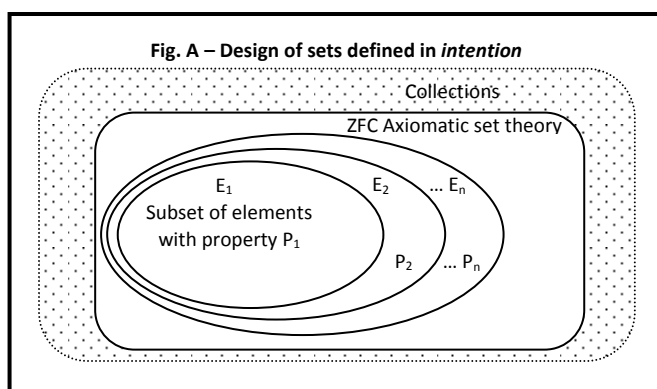 Fig. A – Design of sets defined in intention
Collections
ZFC Axiomatic set theory
E₁ E₂ ... Eₙ
Subset of elements
with property P₁
P₂ ... Pₙ